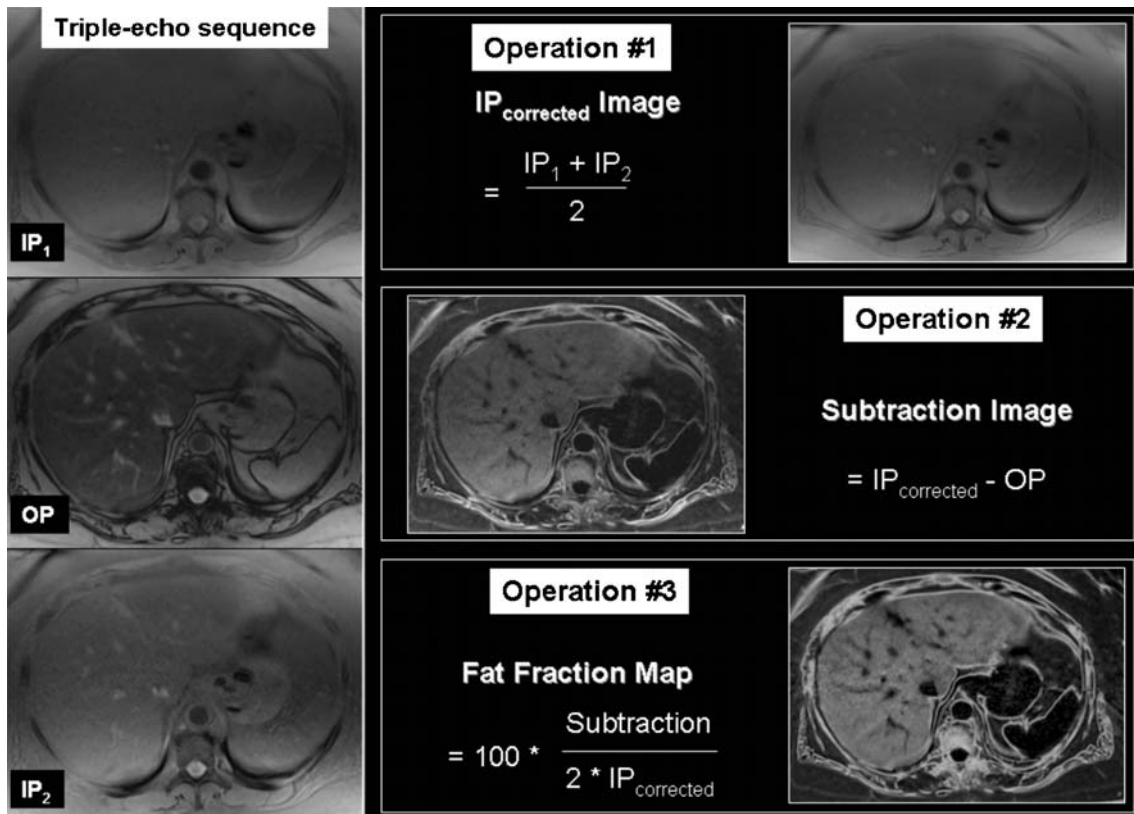 Triple-echo sequence
IP₁
OP
IP₂
Operation #1
IPcorrected Image
= IP₁ + IP₂
2
Operation #2
Subtraction Image
= IPcorrected - OP
Operation #3
Fat Fraction Map
= 100 * Subtraction
2 * IPcorrected